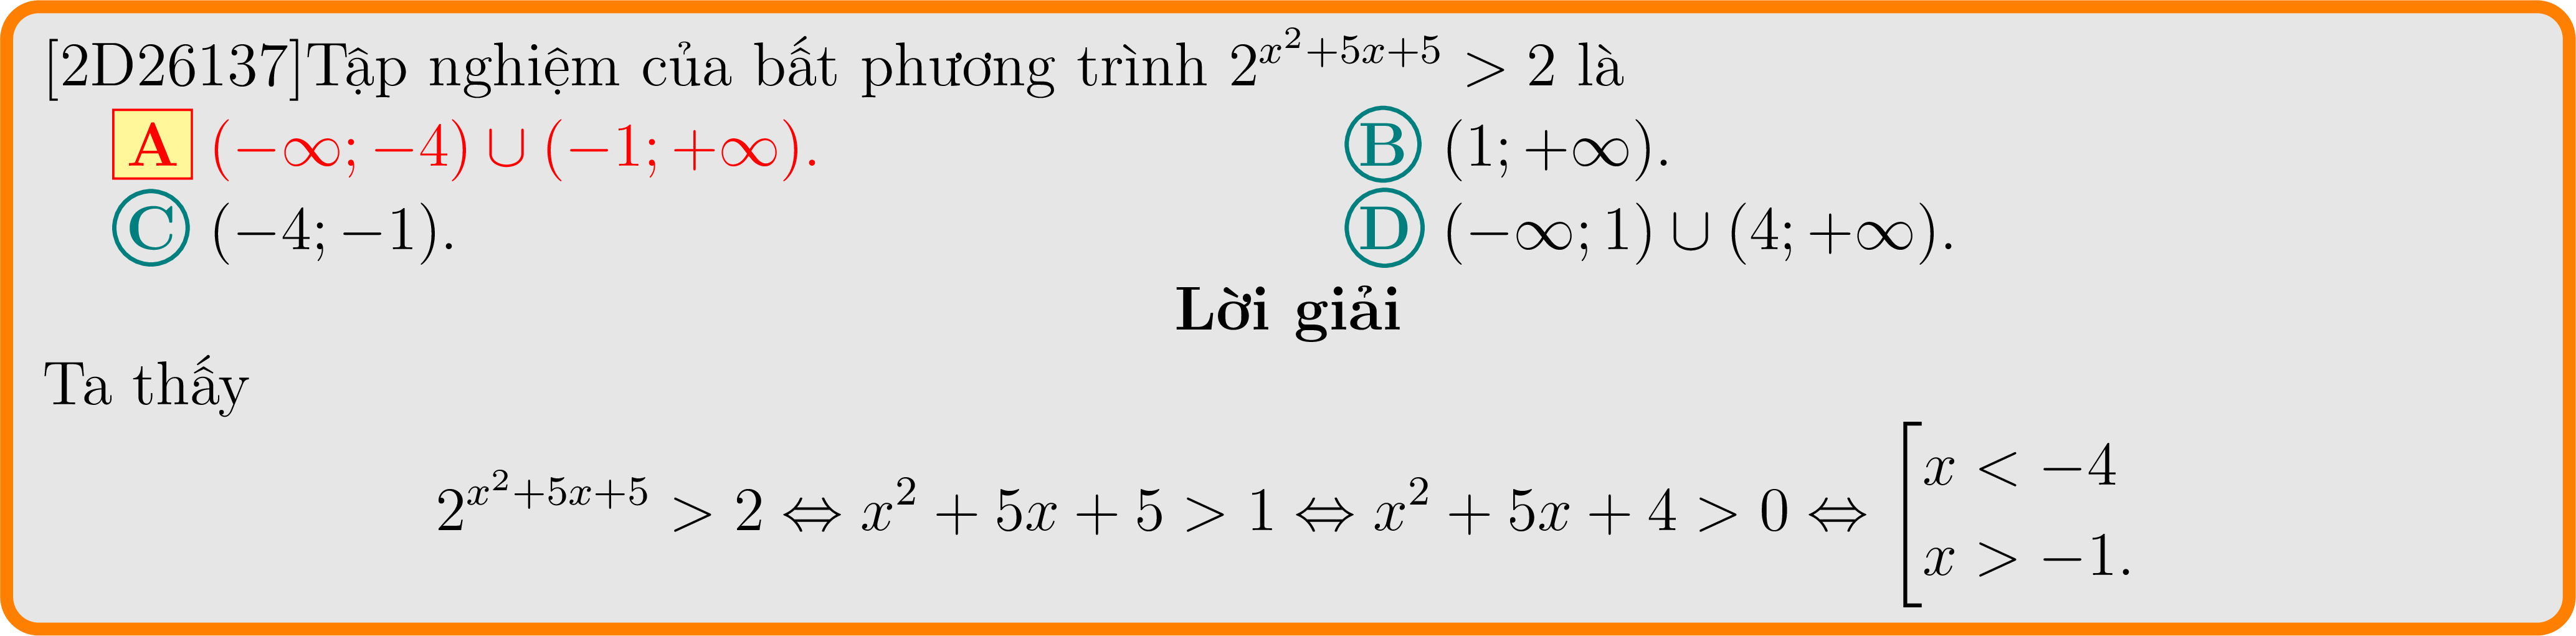 [2D26137]Tập nghiệm của bất phương trình $2^{x^2+5x+5} > 2$ là
A $(-\infty; -4) \cup (-1; +\infty)$. B $(1; +\infty)$.
C $(-4; -1)$. D $(-\infty; 1) \cup (4; +\infty)$.
Lời giải
Ta thấy
$2^{x^2+5x+5} > 2 \Leftrightarrow x^2 + 5x + 5 > 1 \Leftrightarrow x^2 + 5x + 4 > 0 \Leftrightarrow \left[\begin{array}{l} x < -4 \\ x > -1. \end{array}\right.$